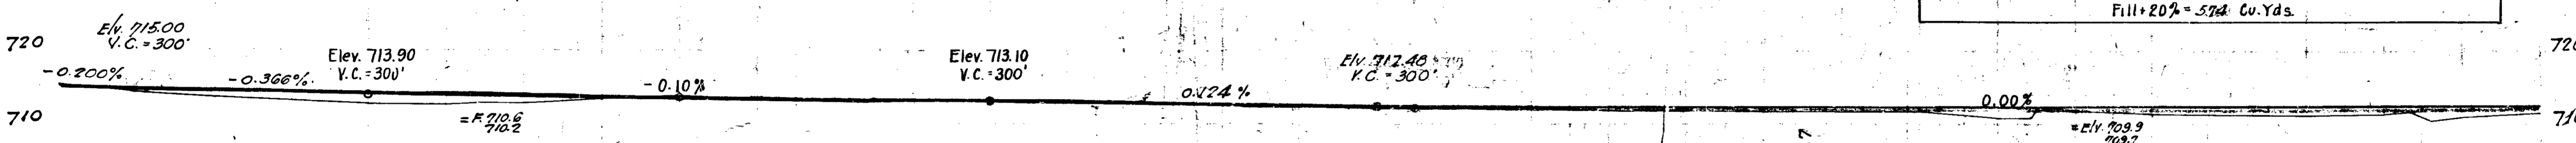 Fill+20% = 574 Cu.Yds.
720
Elv. 715.00
V.C. = 300'
Elev. 713.90
V.C. = 300'
Elev. 713.10
V.C. = 300'
Elv. 712.48
V.C. = 300'
720
-0.200%
-0.366%
-0.10%
0.124%
0.00%
710
= F. 710.6
710.2
= Elv. 709.9
709.7
710